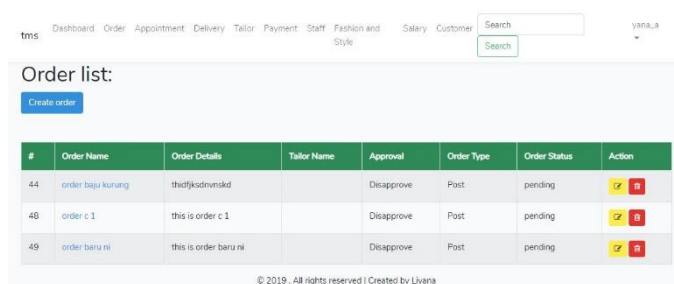 tms Dashboard Order Appointment Delivery Tailor Payment Staff Fashion and Style Salary Customer Search yana_a
Search
Order list:
Create order
# Order Name Order Details Tailor Name Approval Order Type Order Status Action
44 order baju kurung thidfjksdnvnskd Disapprove Post pending
48 order c 1 this is order c 1 Disapprove Post pending
49 order baru ni this is order baru ni Disapprove Post pending
© 2019 . All rights reserved | Created by Liyana